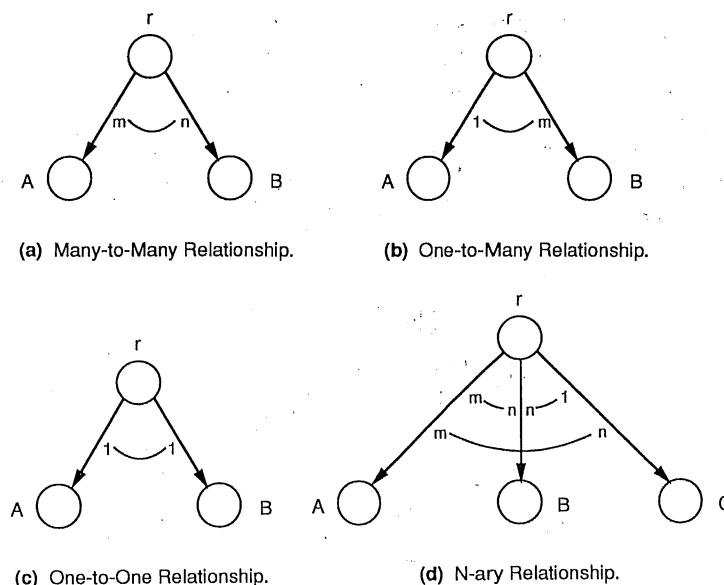 r
m n
A B
(a) Many-to-Many Relationship.
r
1 m
A B
(b) One-to-Many Relationship.
r
1 1
A B
(c) One-to-One Relationship.
r
m n n 1
m n
A B C
(d) N-ary Relationship.